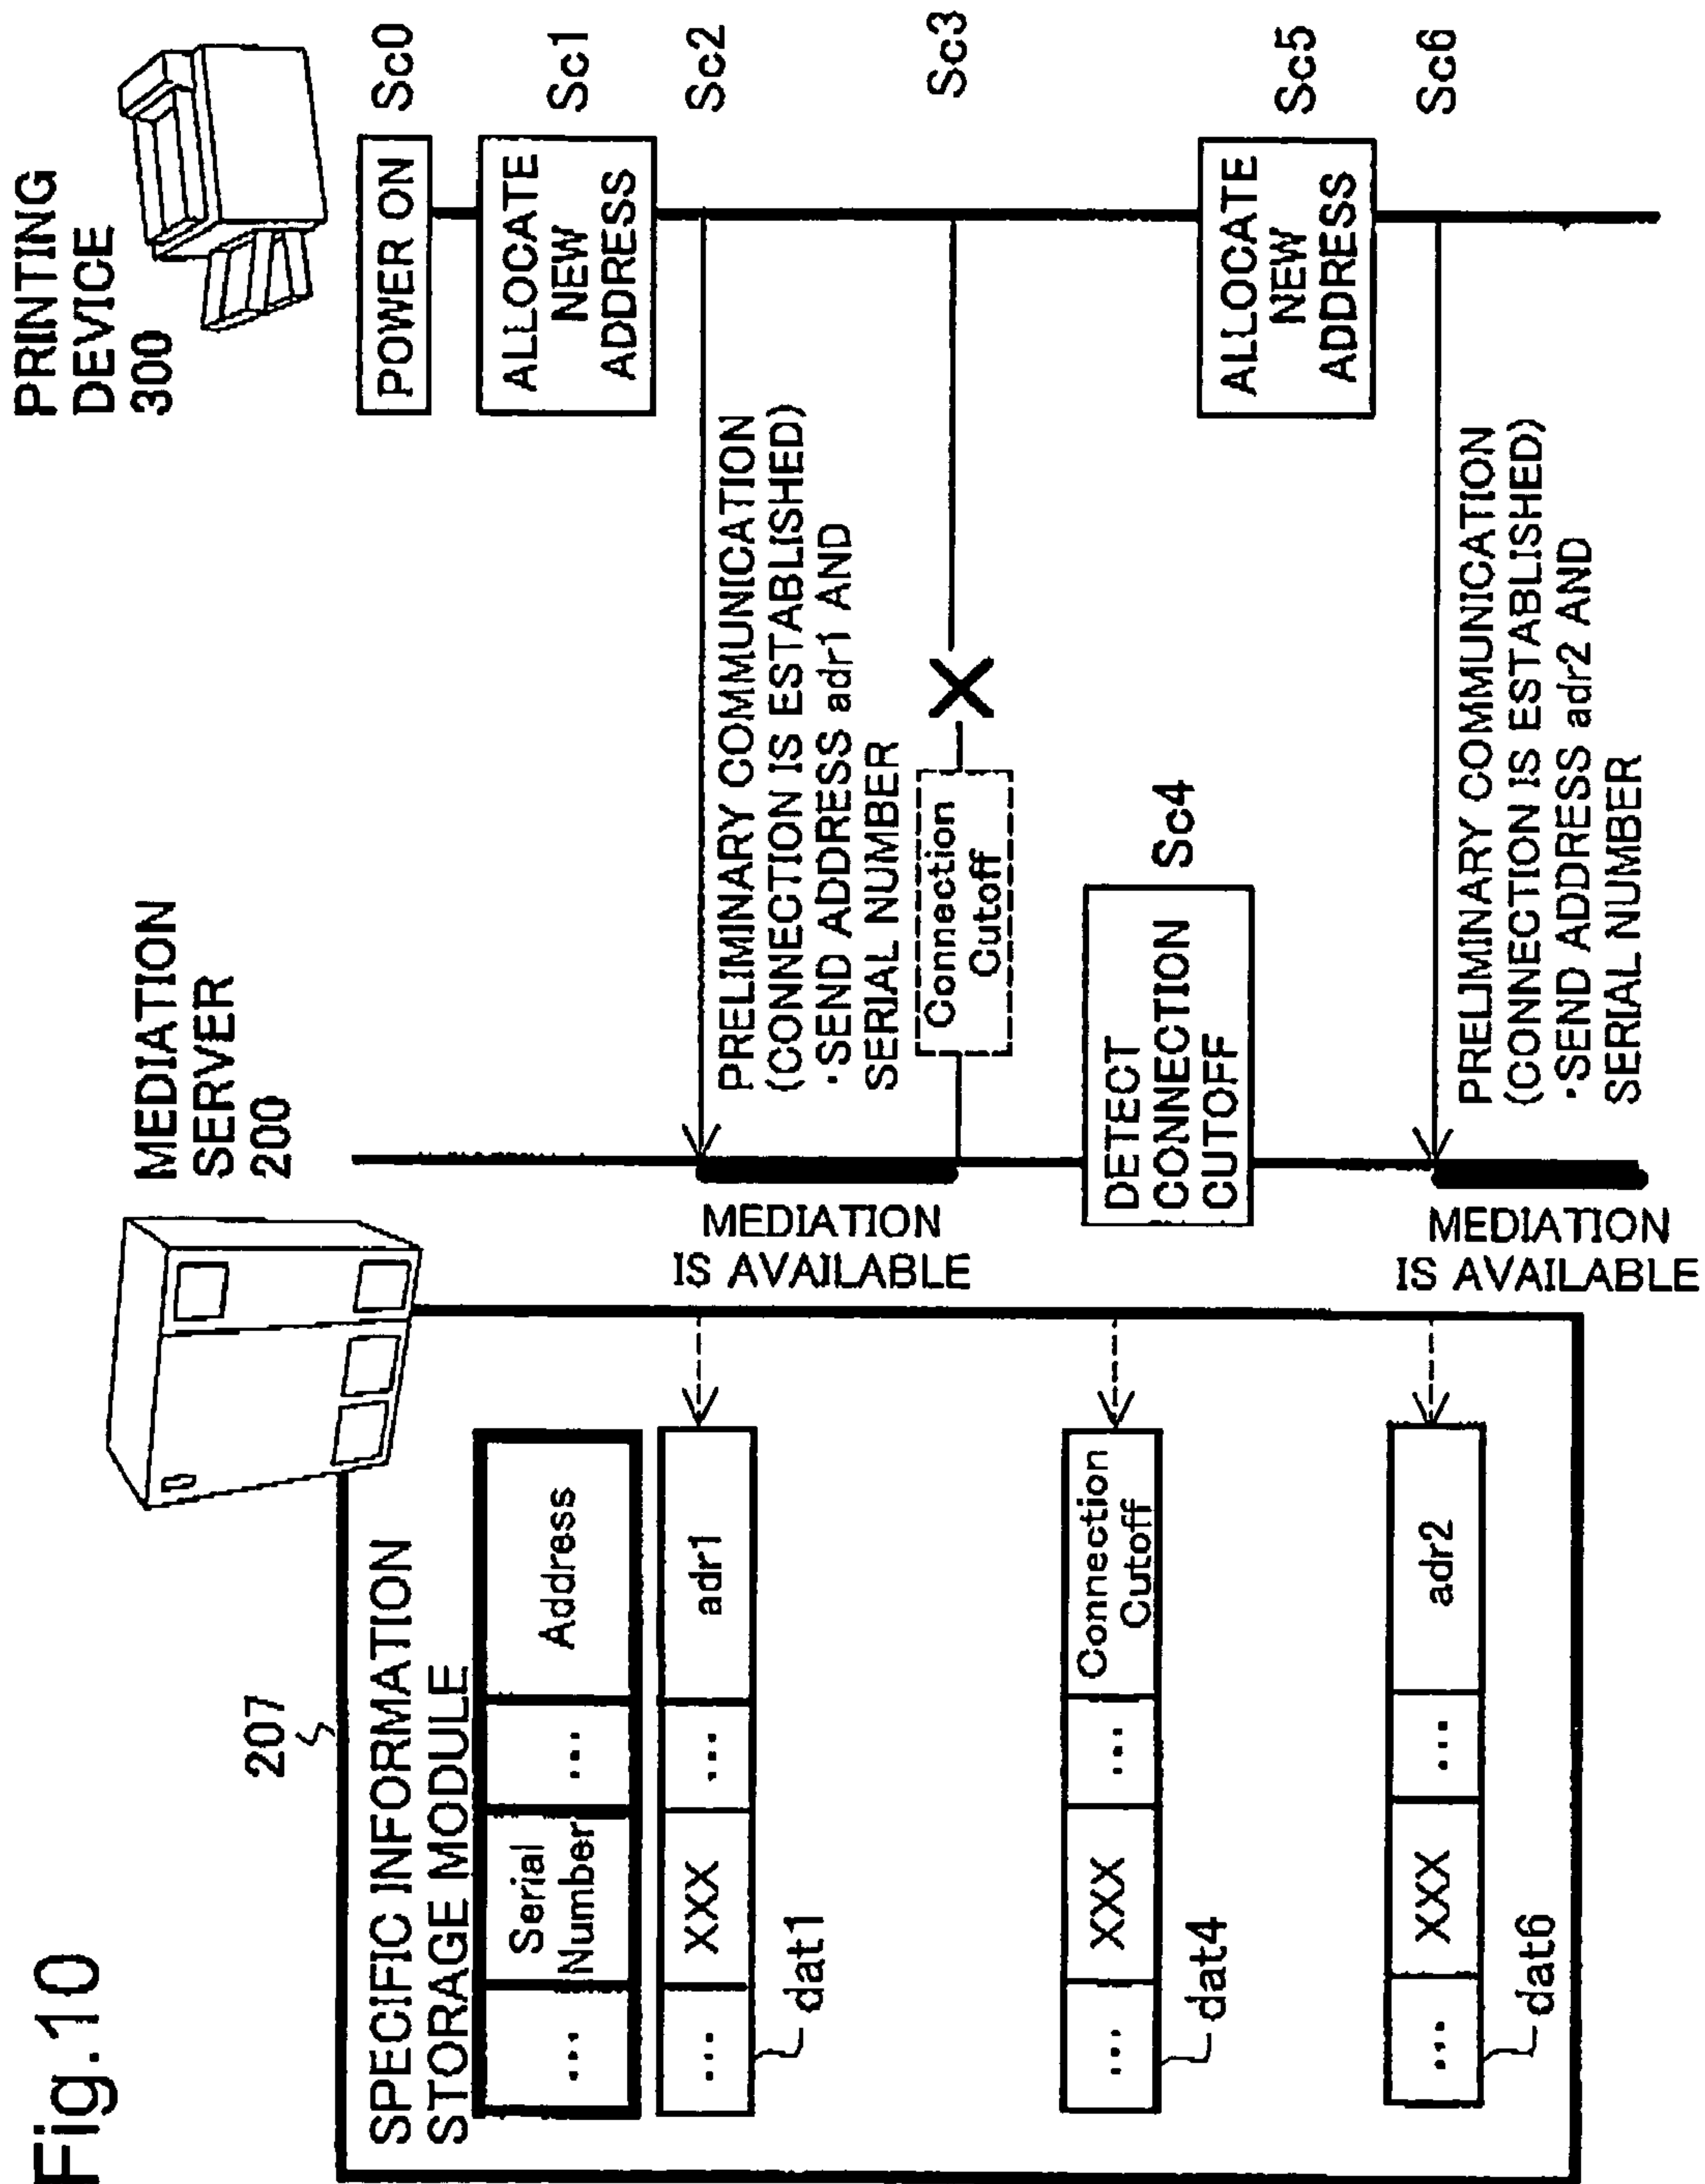 Fig.10
207
SPECIFIC INFORMATION
STORAGE MODULE
... Serial Number ... Address
... XXX ... adr1
dat1
... XXX ... Connection Cutoff
dat4
... XXX ... adr2
dat6
MEDIATION
SERVER
200
MEDIATION
IS AVAILABLE
DETECT
CONNECTION
CUTOFF
Sc4
MEDIATION
IS AVAILABLE
PRELIMINARY COMMUNICATION
(CONNECTION IS ESTABLISHED)
・SEND ADDRESS adr1 AND
SERIAL NUMBER
Connection
Cutoff
PRELIMINARY COMMUNICATION
(CONNECTION IS ESTABLISHED)
・SEND ADDRESS adr2 AND
SERIAL NUMBER
PRINTING
DEVICE
300
POWER ON
Sc0
ALLOCATE
NEW
ADDRESS
Sc1
Sc2
Sc3
ALLOCATE
NEW
ADDRESS
Sc5
Sc6